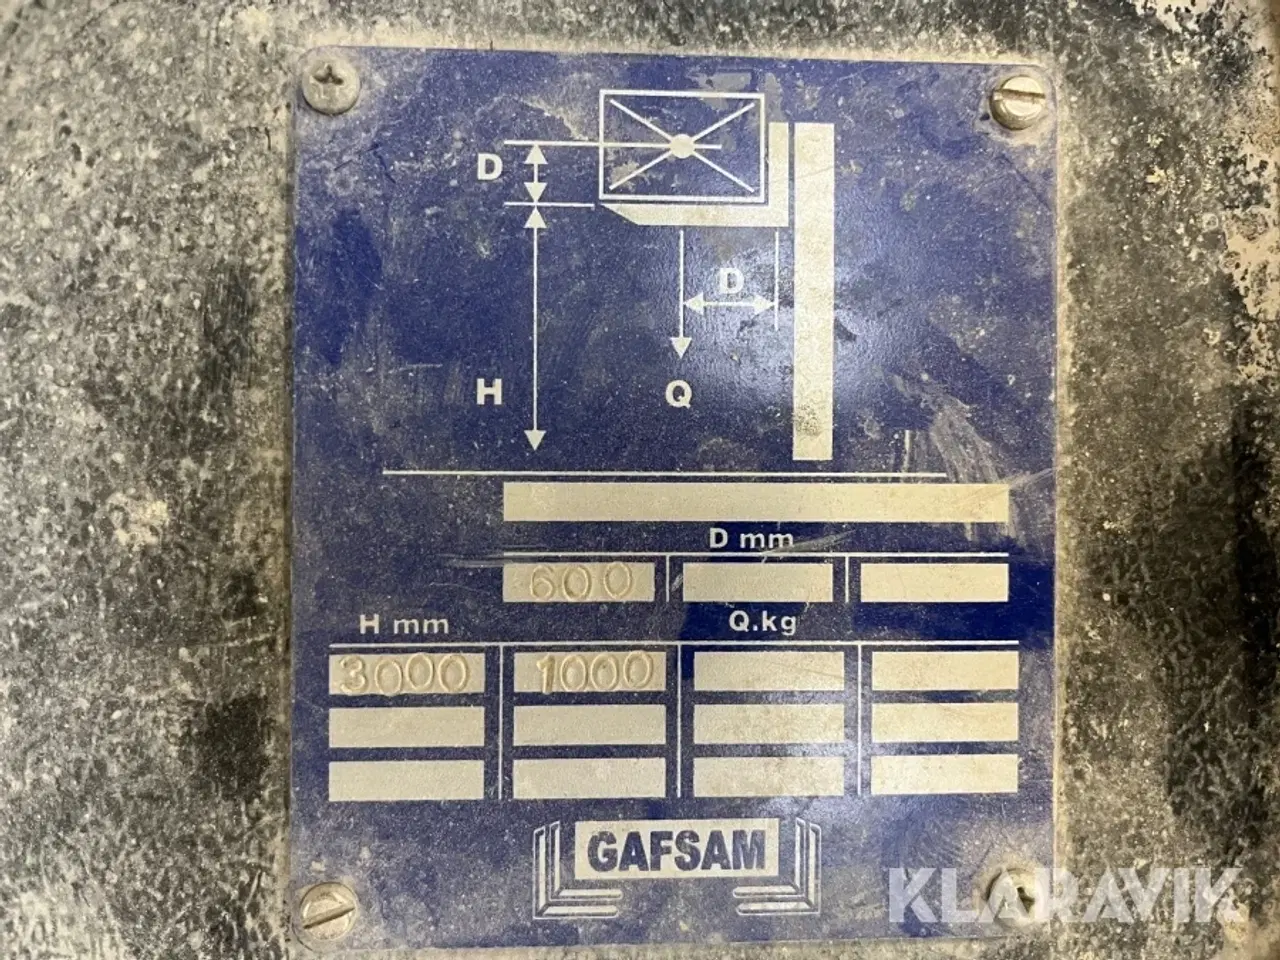 D
D
H
Q
D mm
600
H mm
Q.kg
3000 1000
GAFSAM
KLARAVIK